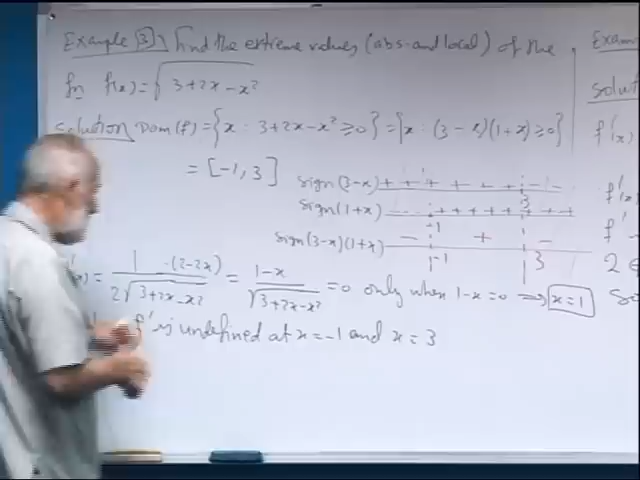 Example [3] Find the extreme values (abs. and local) of the
fn f(x) = √(3+2x-x²)
Solution Dom(f) = {x : 3+2x-x² ≥ 0} = {x : (3-x)(1+x) ≥ 0}
= [-1, 3]
sign(3-x) + + + + + + - -
3
sign(1+x) - - - + + + + + + + + +
-1
sign(3-x)(1+x) - + -
-1 3
f'(x) = 1/(2√(3+2x-x²)) · (2-2x) = (1-x)/√(3+2x-x²) = 0 only when 1-x=0 ⟹ x=1
f' is undefined at x=-1 and x=3
Exam
Solut
f'(x)
f'(x)
f'
2 ∈
So